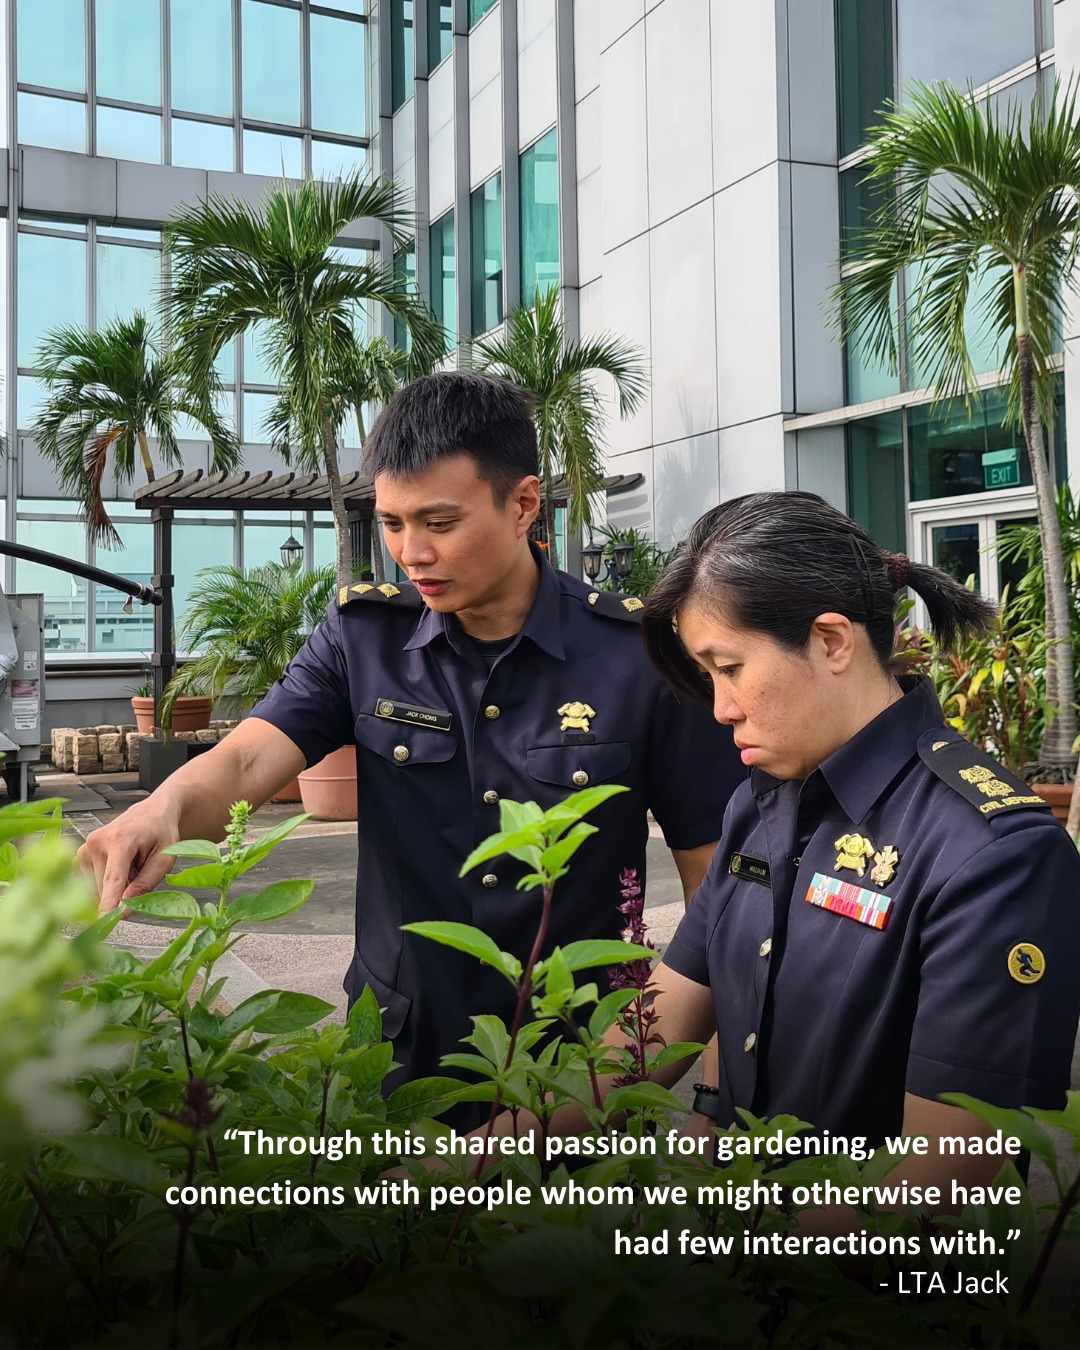 EXIT
JACK CHONG
CIVIL DEFENCE
“Through this shared passion for gardening, we made
connections with people whom we might otherwise have
had few interactions with.”
- LTA Jack